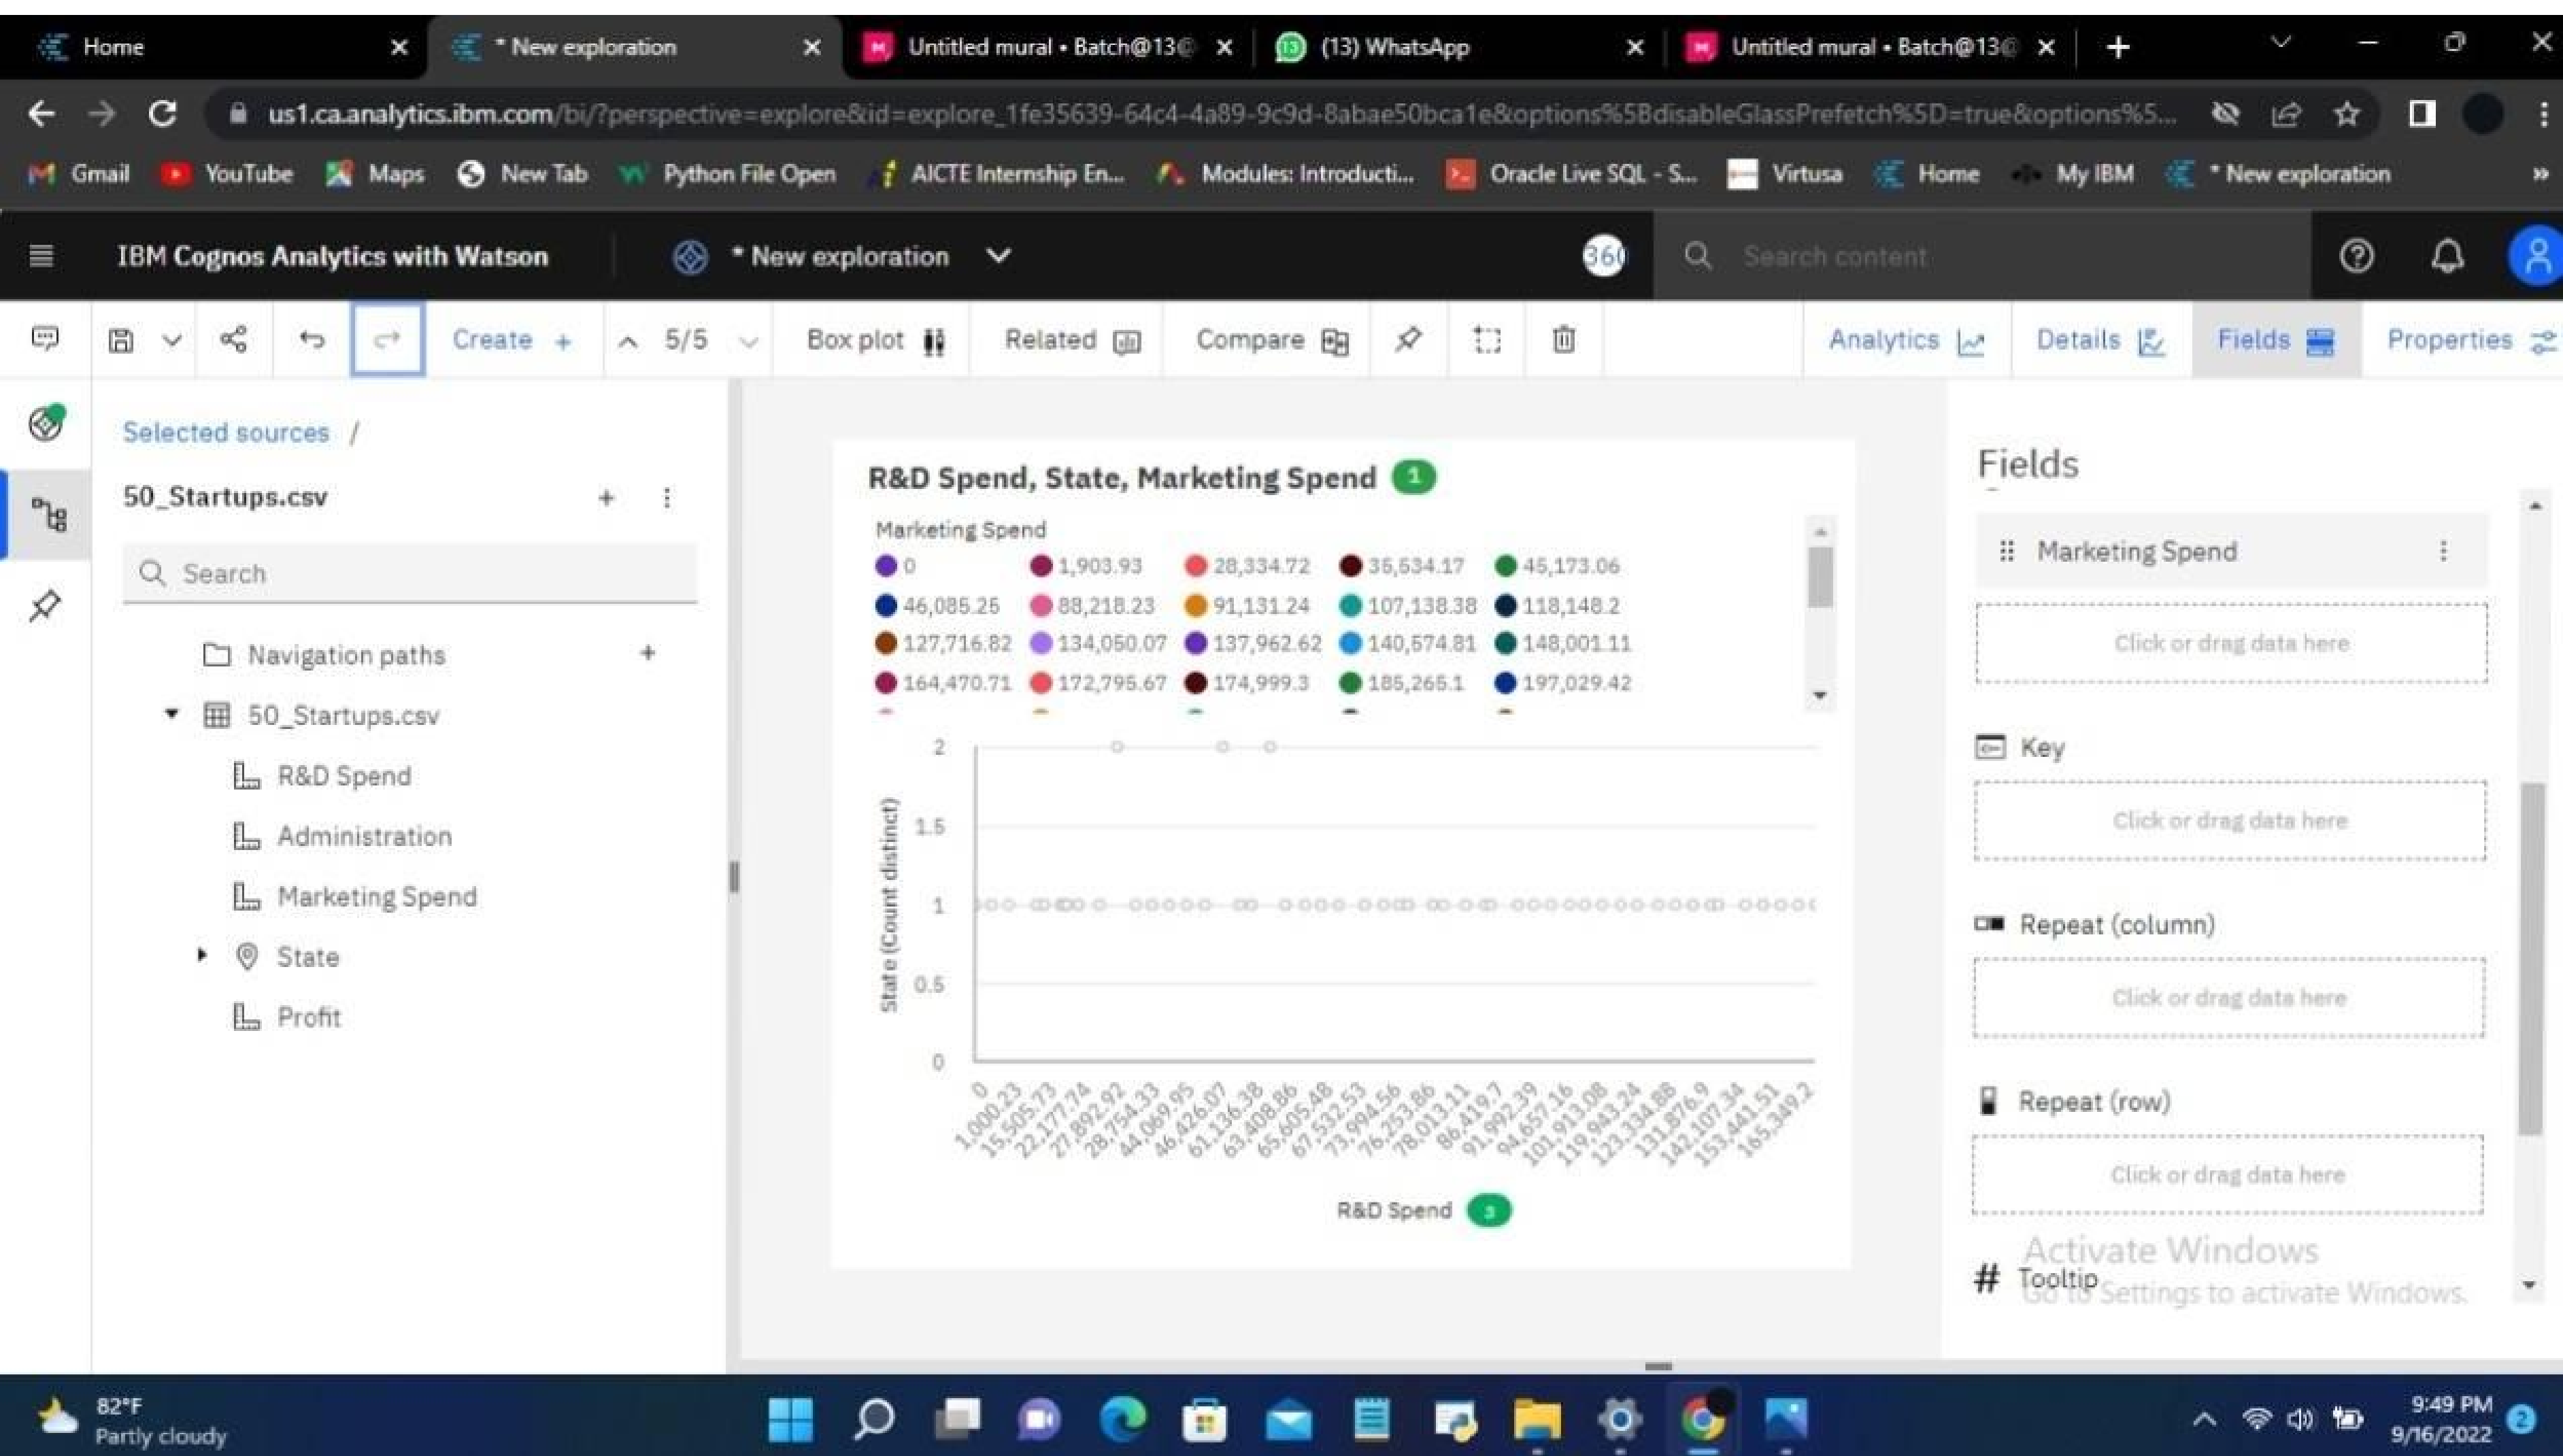 Home
* New exploration
Untitled mural • Batch@13@
(13) WhatsApp
Untitled mural • Batch@13@
us1.ca.analytics.ibm.com/bi/?perspective=explore&id=explore_1fe35639-64c4-4a89-9c9d-8abae50bca1e&options%5BdisableGlassPrefetch%5D=true&options%5...
Gmail YouTube Maps New Tab Python File Open AICTE Internship En... Modules: Introducti... Oracle Live SQL - S... Virtusa Home My IBM * New exploration
IBM Cognos Analytics with Watson
* New exploration
360
Search content
Create + 5/5 Box plot Related Compare
Analytics Details Fields Properties
Selected sources /
50_Startups.csv
Search
Navigation paths
50_Startups.csv
R&D Spend
Administration
Marketing Spend
State
Profit
R&D Spend, State, Marketing Spend 1
Marketing Spend
0 1,903.93 28,334.72 35,534.17 45,173.06
46,085.25 88,218.23 91,131.24 107,138.38 118,148.2
127,716.82 134,050.07 137,962.62 140,574.81 148,001.11
164,470.71 172,795.67 174,999.3 185,265.1 197,029.42
State (Count distinct)
2
1.5
1
0.5
0
0
1,000.23
15,505.73
22,177.74
27,892.92
28,754.33
44,069.95
46,426.07
61,136.38
63,408.86
65,605.48
67,532.53
73,994.56
76,253.86
78,013.11
86,419.7
91,992.39
94,657.16
101,913.08
119,943.24
123,334.88
131,876.9
142,107.34
153,441.51
165,349.2
R&D Spend 3
Fields
Marketing Spend
Click or drag data here
Key
Click or drag data here
Repeat (column)
Click or drag data here
Repeat (row)
Click or drag data here
Tooltip
Activate Windows
Go to Settings to activate Windows.
82°F
Partly cloudy
9:49 PM
9/16/2022
2